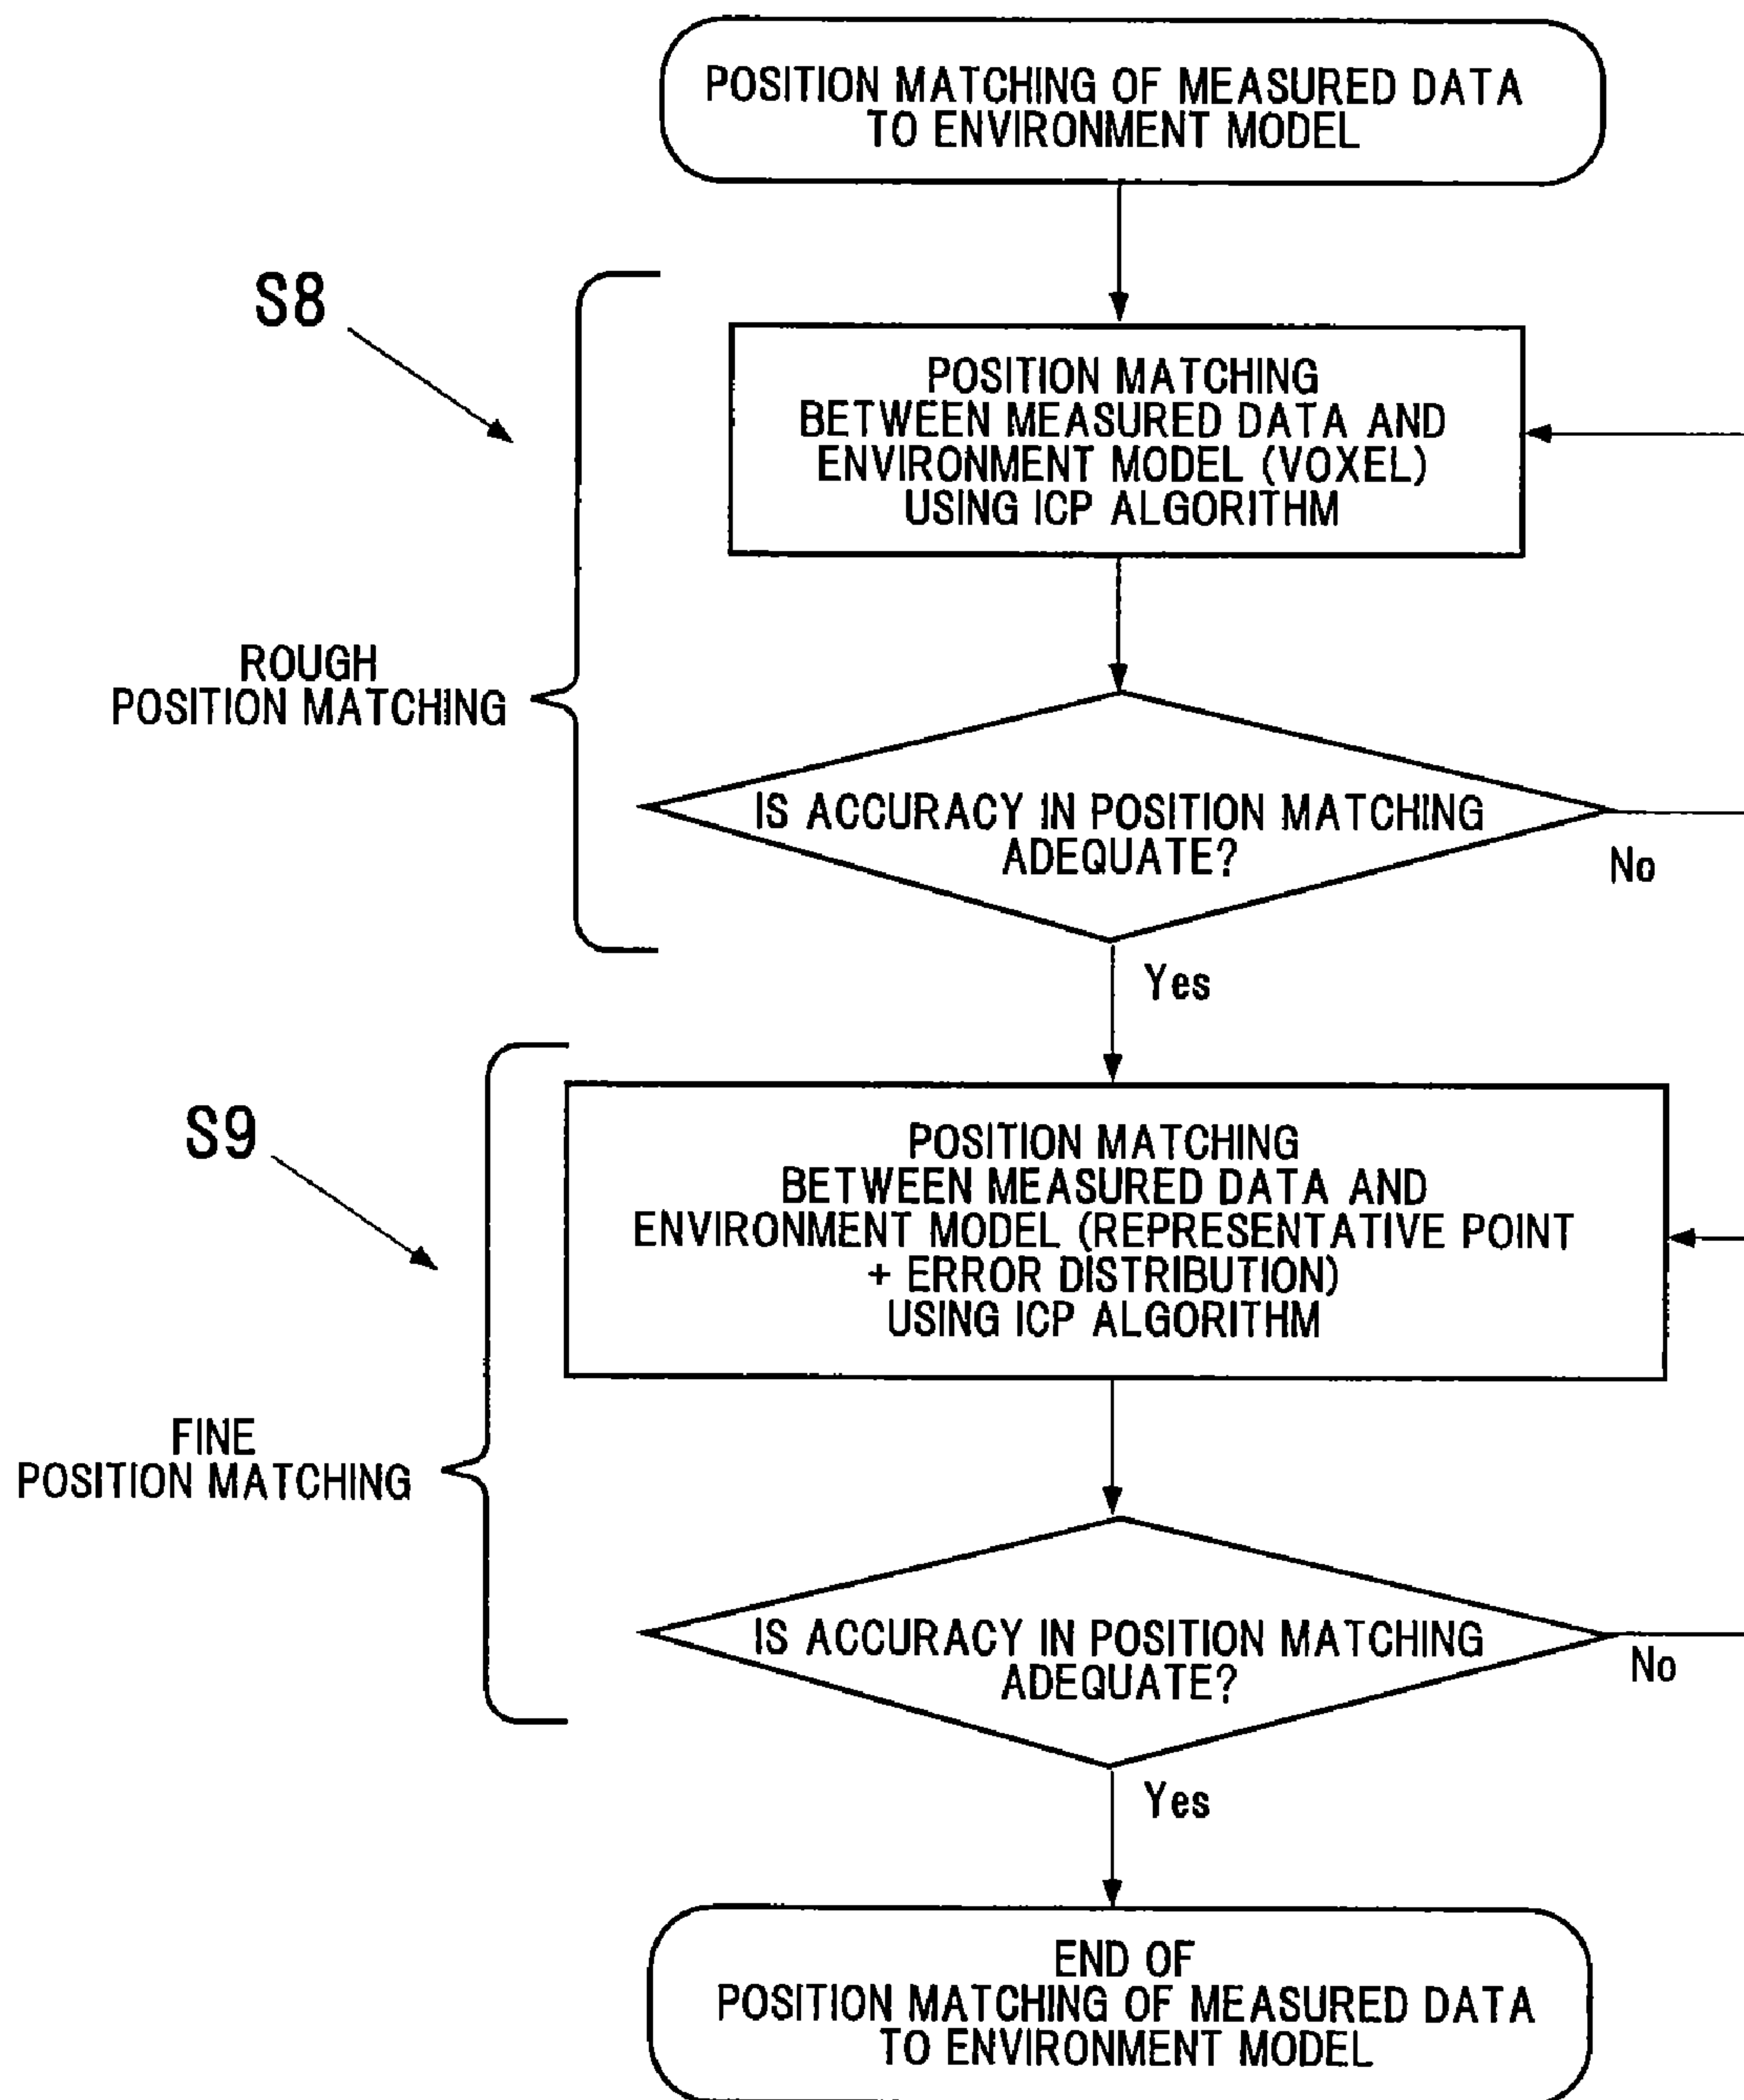 POSITION MATCHING OF MEASURED DATA
TO ENVIRONMENT MODEL
S8
POSITION MATCHING
BETWEEN MEASURED DATA AND
ENVIRONMENT MODEL (VOXEL)
USING ICP ALGORITHM
ROUGH
POSITION MATCHING
IS ACCURACY IN POSITION MATCHING
ADEQUATE?
No
Yes
S9
POSITION MATCHING
BETWEEN MEASURED DATA AND
ENVIRONMENT MODEL (REPRESENTATIVE POINT
+ ERROR DISTRIBUTION)
USING ICP ALGORITHM
FINE
POSITION MATCHING
IS ACCURACY IN POSITION MATCHING
ADEQUATE?
No
Yes
END OF
POSITION MATCHING OF MEASURED DATA
TO ENVIRONMENT MODEL